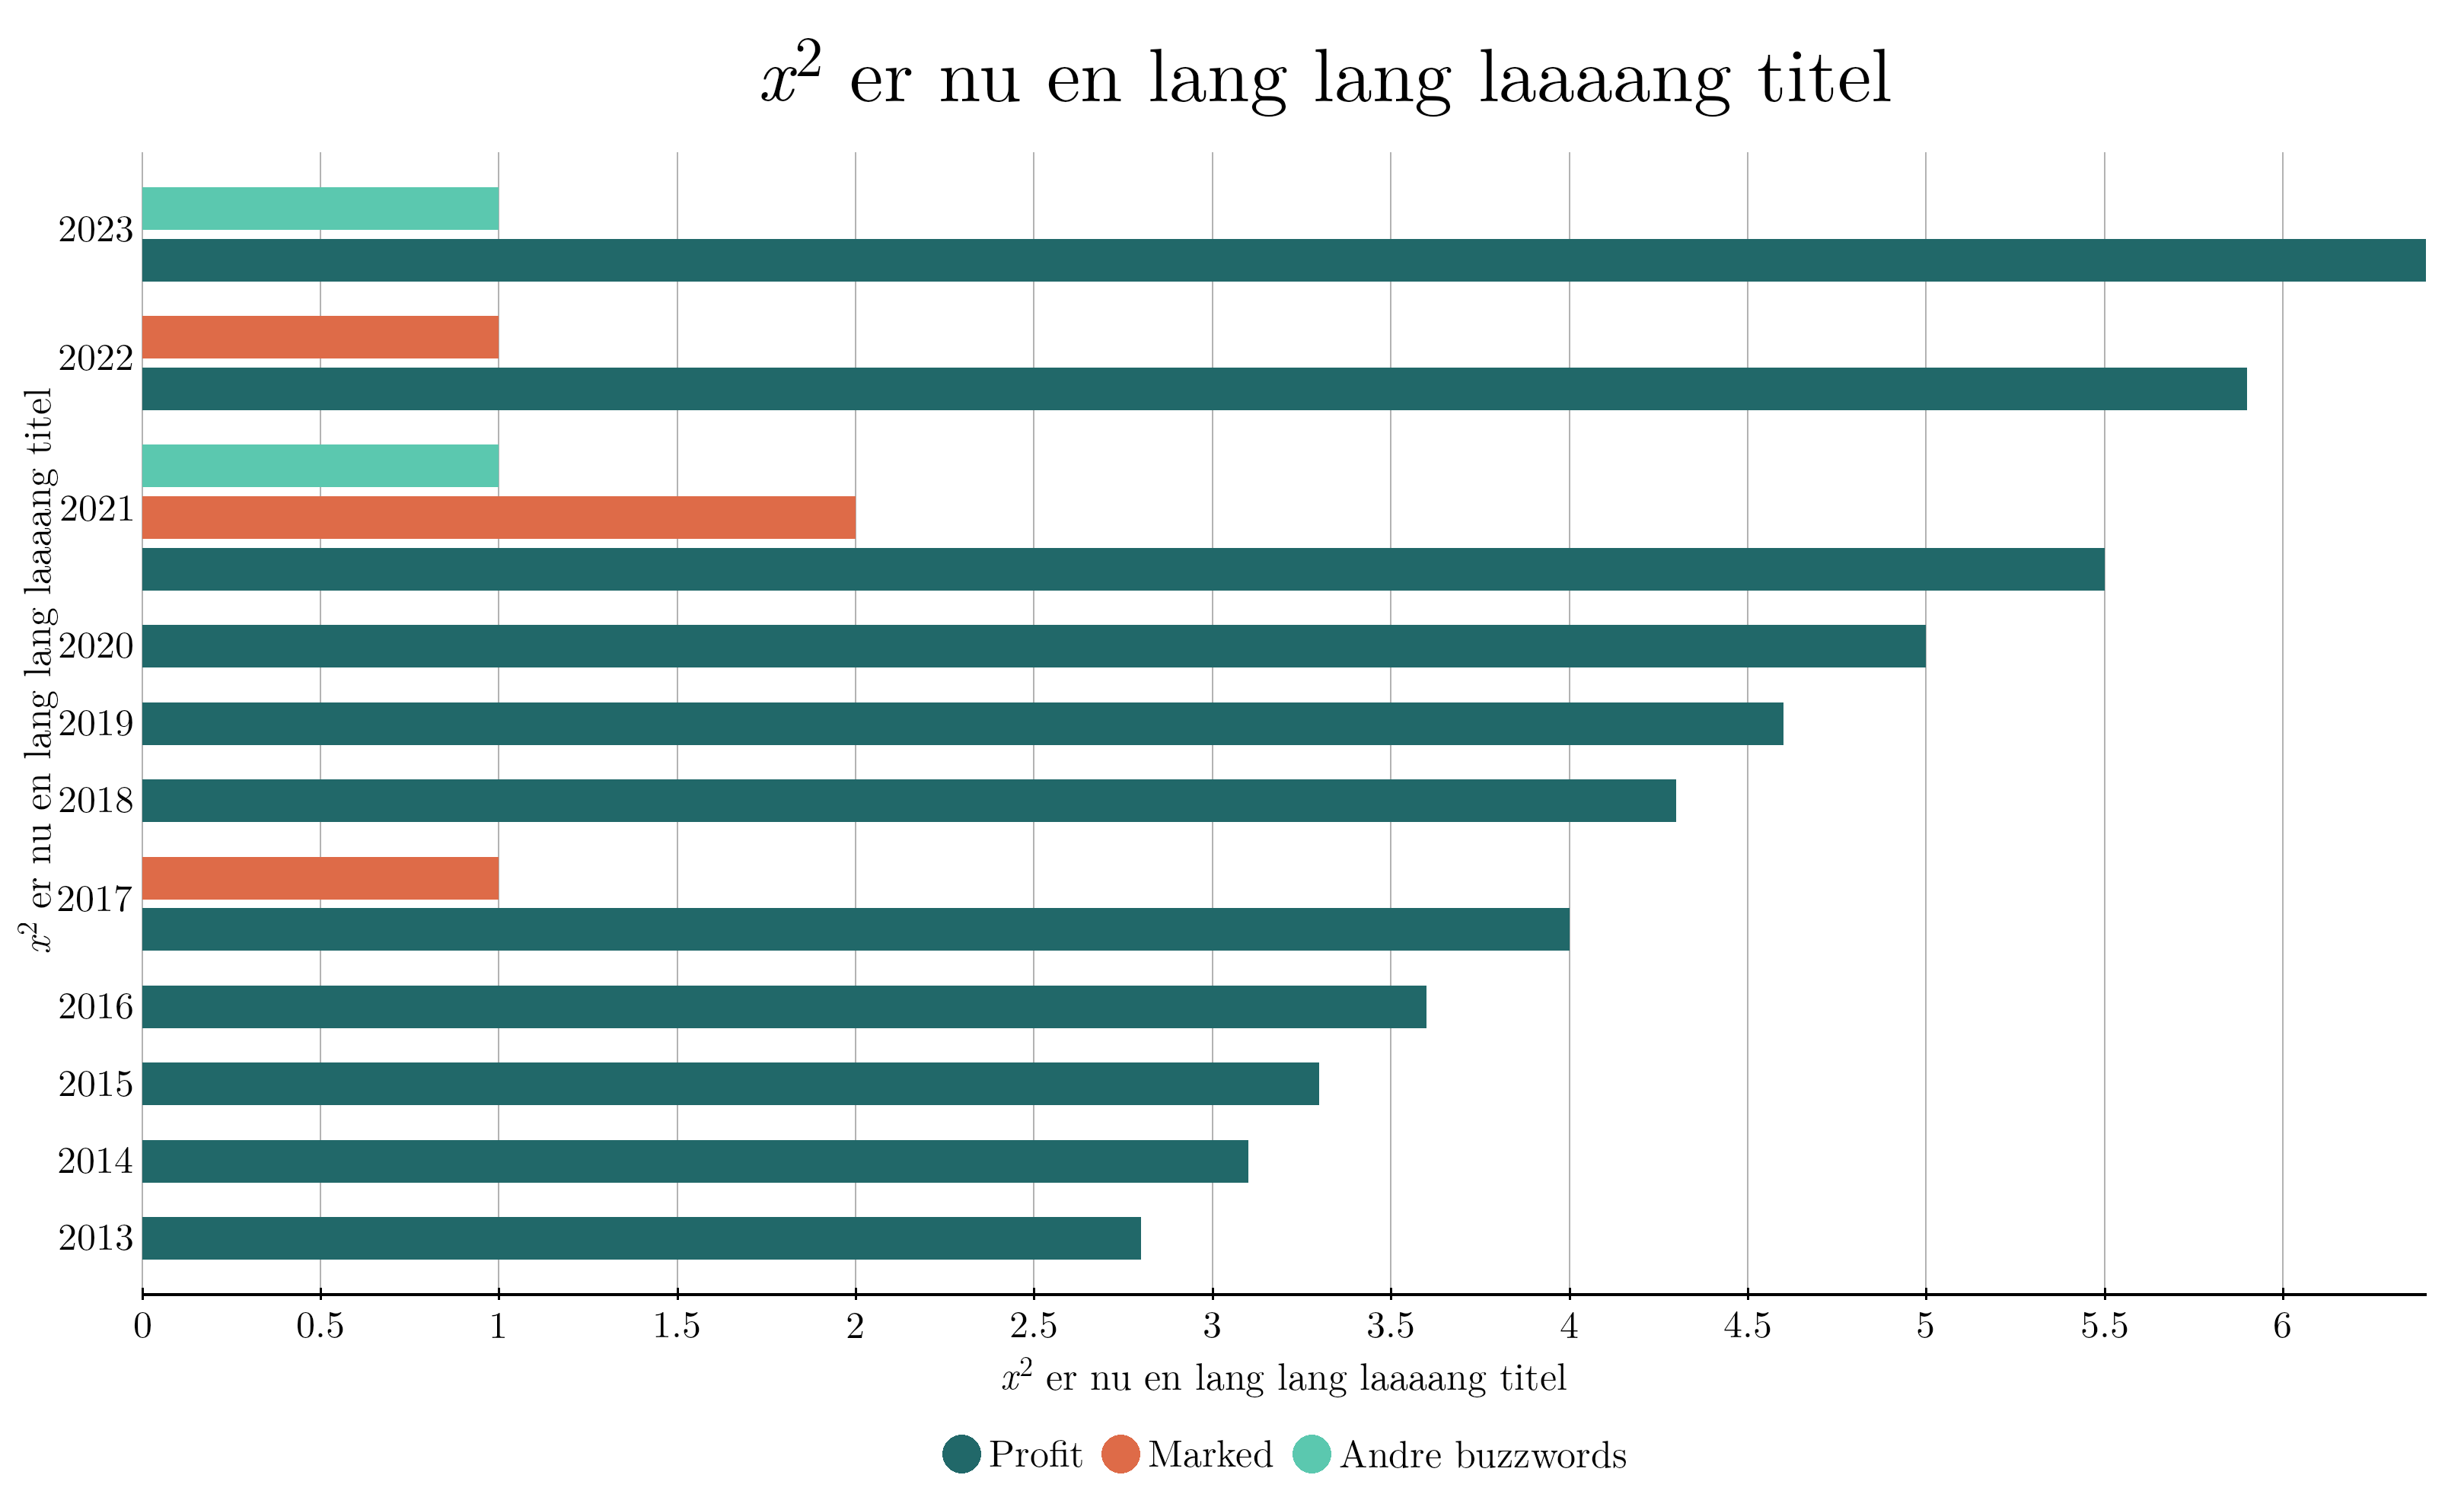 x² er nu en lang lang laaaang titel
x² er nu en lang lang laaaang titel
2023
2022
2021
2020
2019
2018
2017
2016
2015
2014
2013
0 0.5 1 1.5 2 2.5 3 3.5 4 4.5 5 5.5 6
x² er nu en lang lang laaaang titel
Profit Marked Andre buzzwords